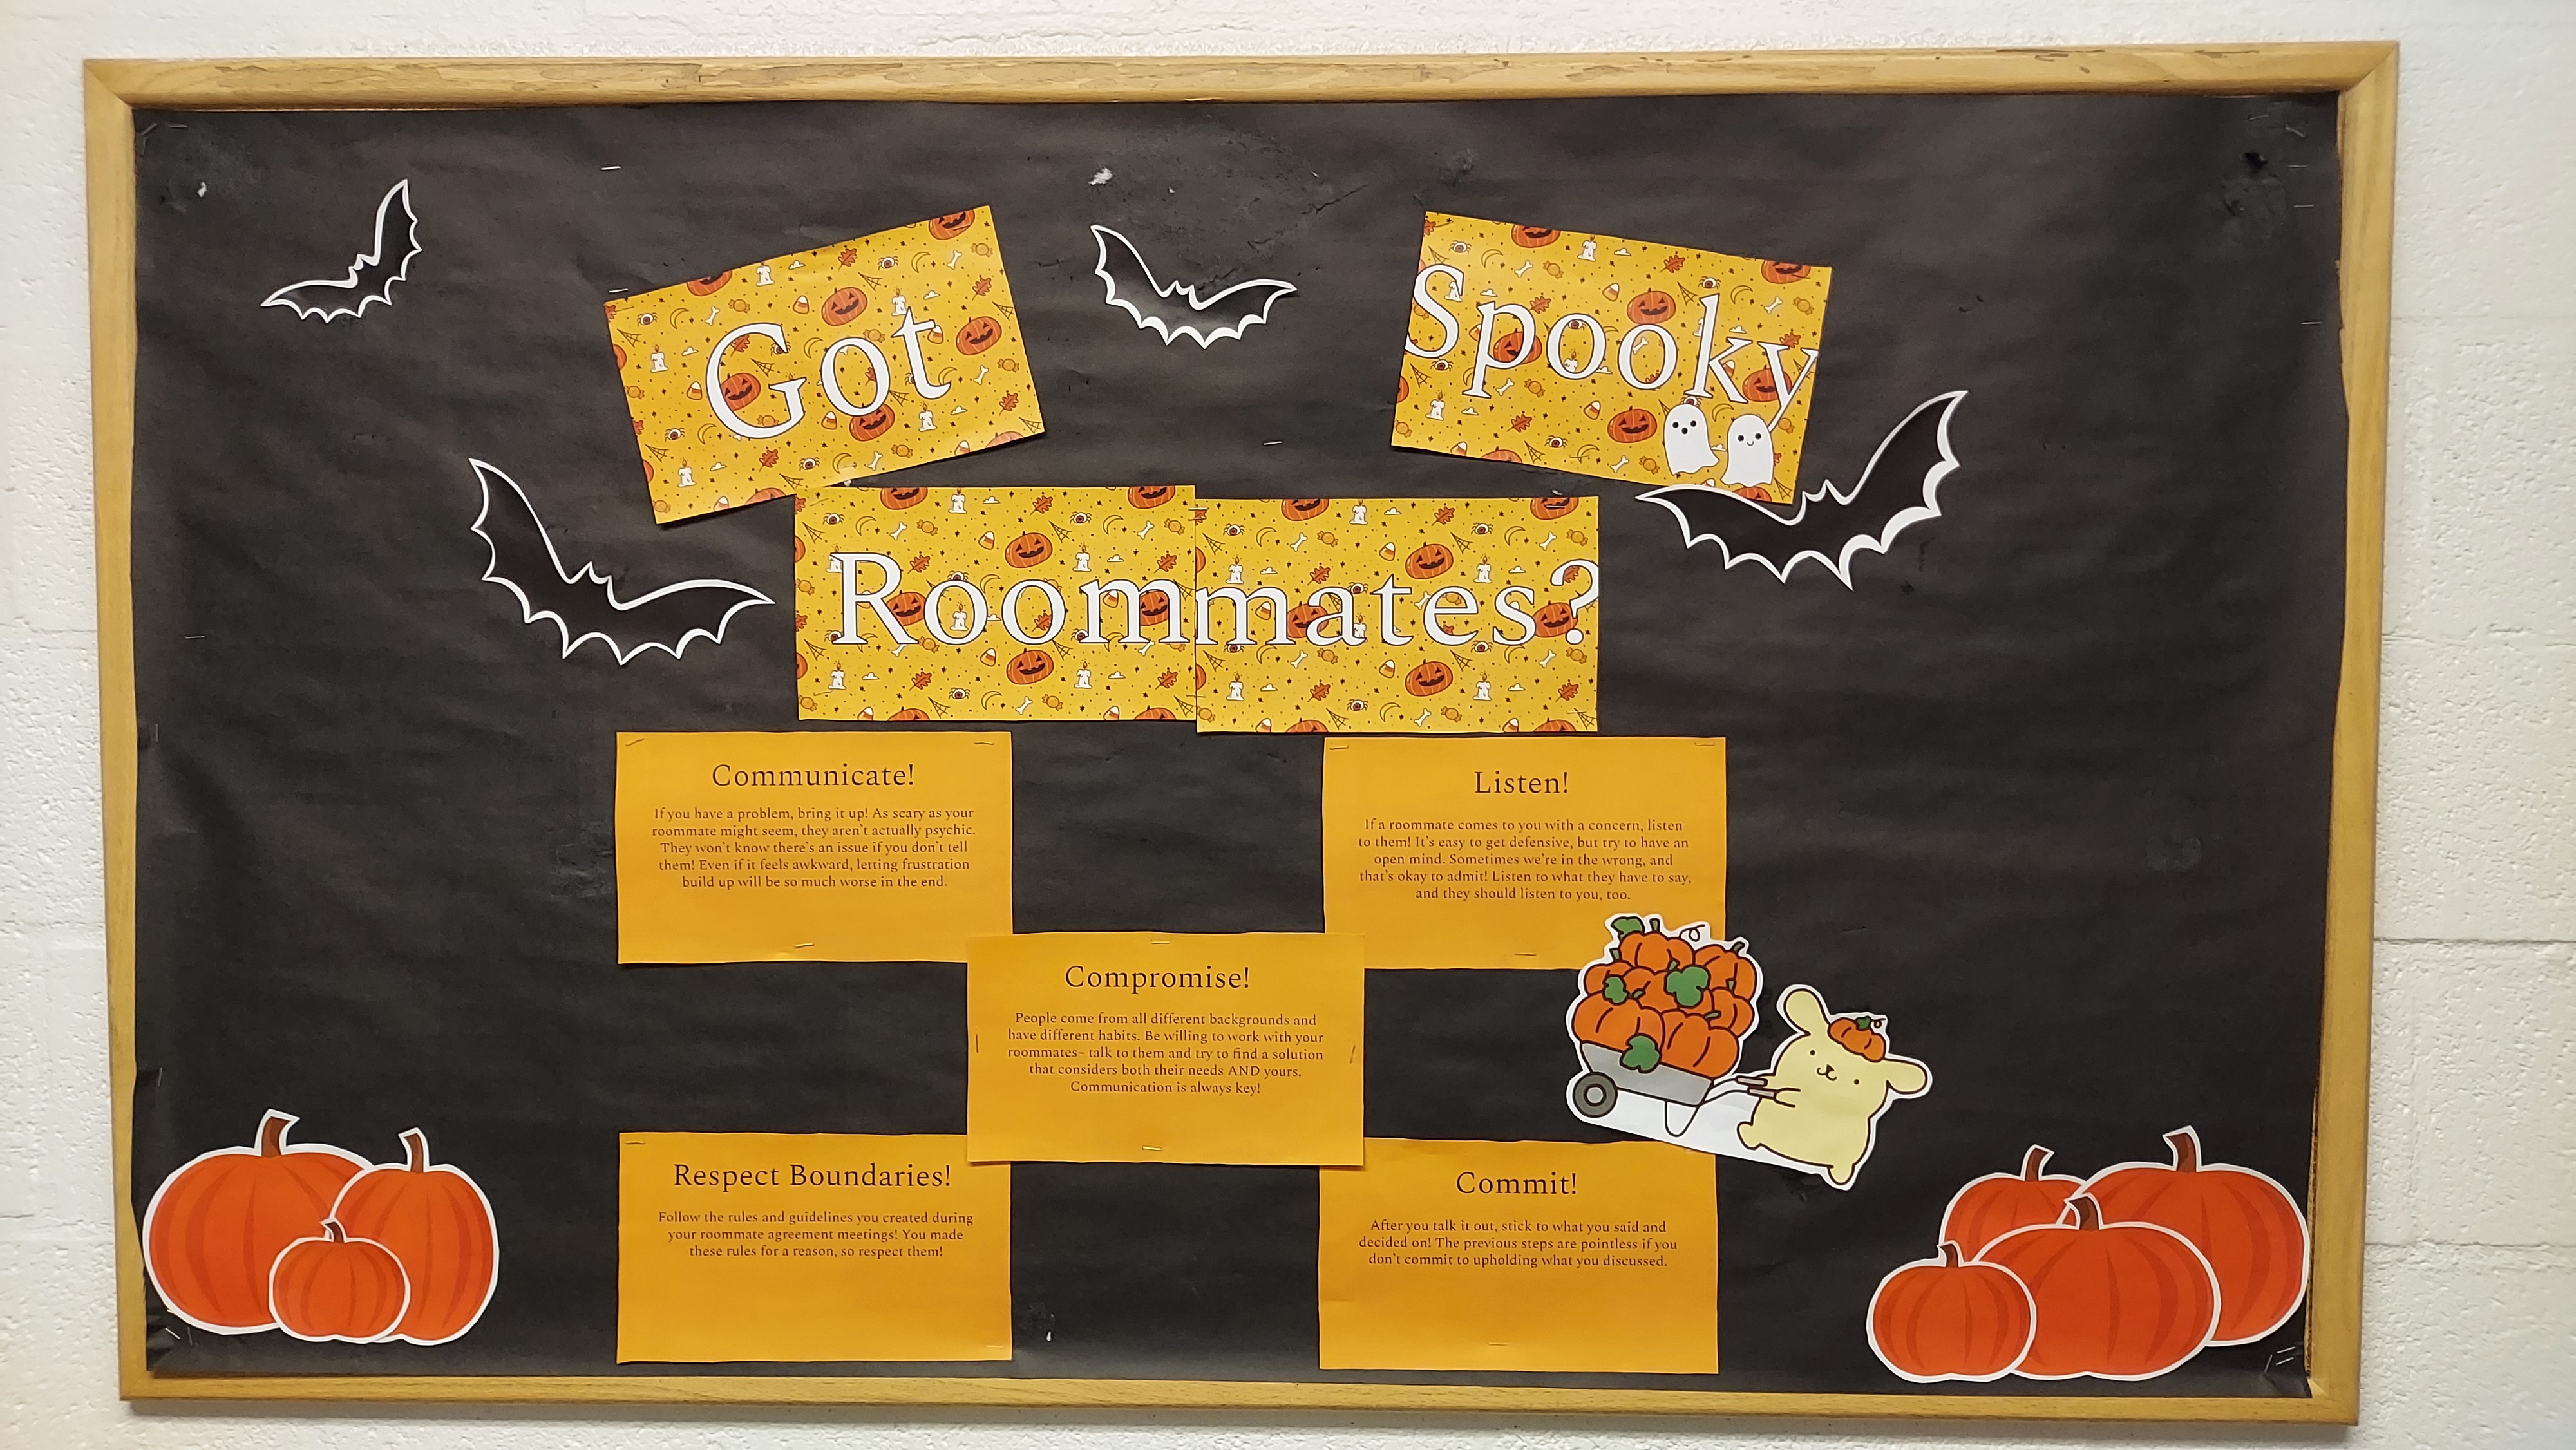 Got
Spooky
Roommates?
Communicate!
If you have a problem, bring it up! As scary as your
roommate might seem, they aren't actually psychic.
They won't know there's an issue if you don't tell
them! Even if it feels awkward, letting frustration
build up will be so much worse in the end.
Listen!
If a roommate comes to you with a concern, listen
to them! It's easy to get defensive, but try to have an
open mind. Sometimes we're in the wrong, and
that's okay to admit! Listen to what they have to say,
and they should listen to you, too.
Compromise!
People come from all different backgrounds and
have different habits. Be willing to work with your
roommates– talk to them and try to find a solution
that considers both their needs AND yours.
Communication is always key!
Respect Boundaries!
Follow the rules and guidelines you created during
your roommate agreement meetings! You made
these rules for a reason, so respect them!
Commit!
After you talk it out, stick to what you said and
decided on! The previous steps are pointless if you
don't commit to upholding what you discussed.